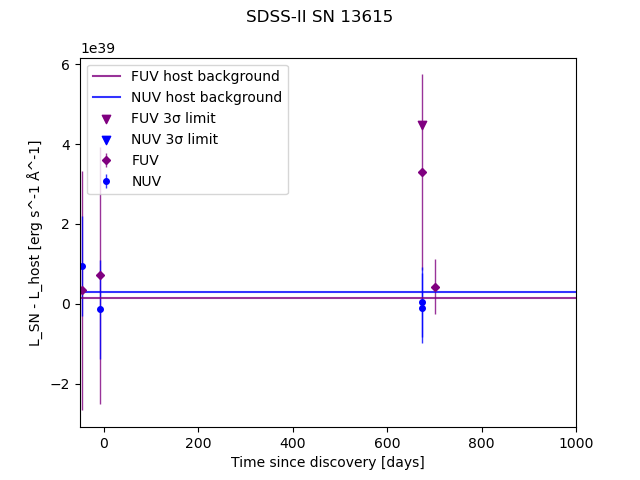 SDSS-II SN 13615
1e39
6
4
2
0
−2
L_SN - L_host [erg s^-1 Å^-1]
FUV host background
NUV host background
FUV 3σ limit
NUV 3σ limit
FUV
NUV
0 200 400 600 800 1000
Time since discovery [days]